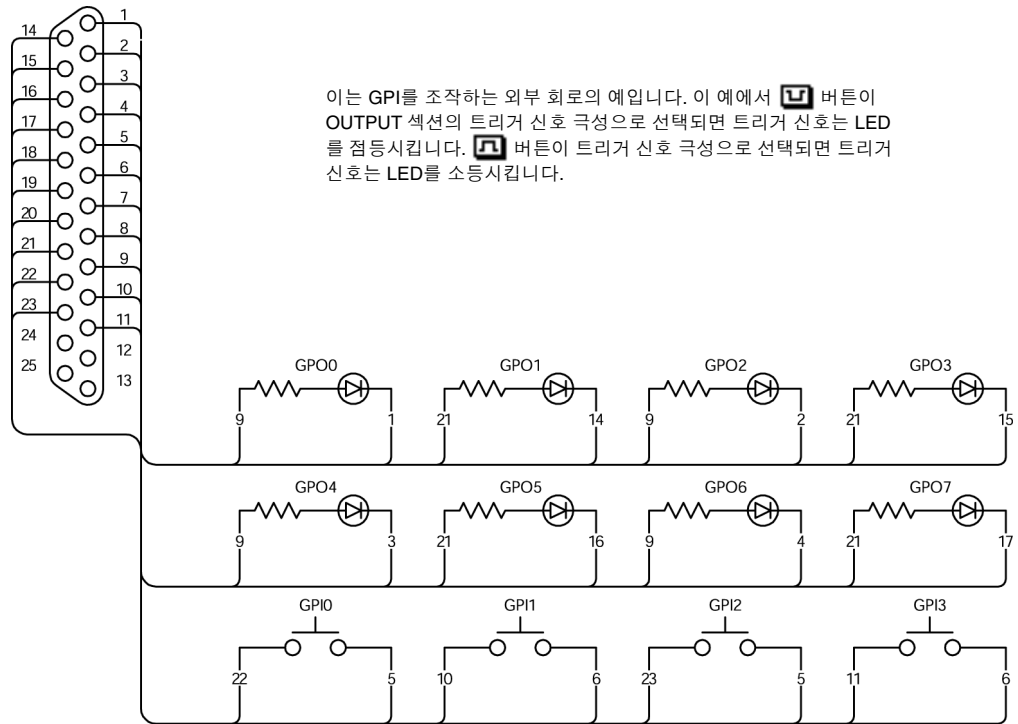 이는 GPI를 조작하는 외부 회로의 예입니다. 이 예에서 버튼이
OUTPUT 섹션의 트리거 신호 극성으로 선택되면 트리거 신호는 LED
를 점등시킵니다. 버튼이 트리거 신호 극성으로 선택되면 트리거
신호는 LED를 소등시킵니다.
1
14
2
15
3
16
4
17
5
18
6
19
7
20
8
21
9
22
10
23
11
24
12
25
13
GPO0 GPO1 GPO2 GPO3
9 1 21 14 9 2 21 15
GPO4 GPO5 GPO6 GPO7
9 3 21 16 9 4 21 17
GPI0 GPI1 GPI2 GPI3
22 5 10 6 23 5 11 6